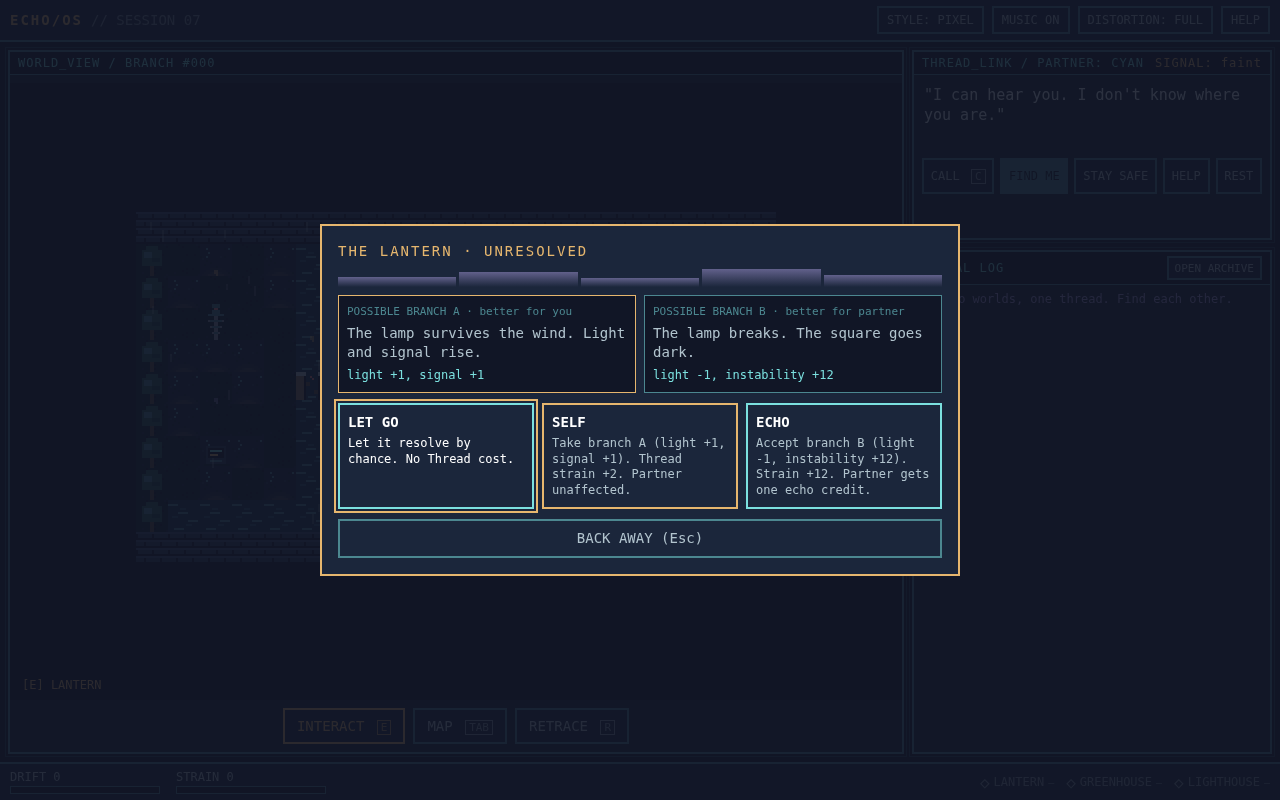 ECHO/OS // SESSION 07
STYLE: PIXEL
MUSIC ON
DISTORTION: FULL
HELP
WORLD_VIEW / BRANCH #000
THREAD_LINK / PARTNER: CYAN SIGNAL: faint
"I can hear you. I don't know where
you are."
CALL C
FIND ME
STAY SAFE
HELP
REST
L LOG
OPEN ARCHIVE
worlds, one thread. Find each other.
THE LANTERN · UNRESOLVED
POSSIBLE BRANCH A · better for you
The lamp survives the wind. Light
and signal rise.
light +1, signal +1
POSSIBLE BRANCH B · better for partner
The lamp breaks. The square goes
dark.
light -1, instability +12
LET GO
Let it resolve by
chance. No Thread cost.
SELF
Take branch A (light +1,
signal +1). Thread
strain +2. Partner
unaffected.
ECHO
Accept branch B (light
-1, instability +12).
Strain +12. Partner gets
one echo credit.
BACK AWAY (Esc)
[E] LANTERN
INTERACT E
MAP TAB
RETRACE R
DRIFT 0
STRAIN 0
◇ LANTERN – ◇ GREENHOUSE – ◇ LIGHTHOUSE –